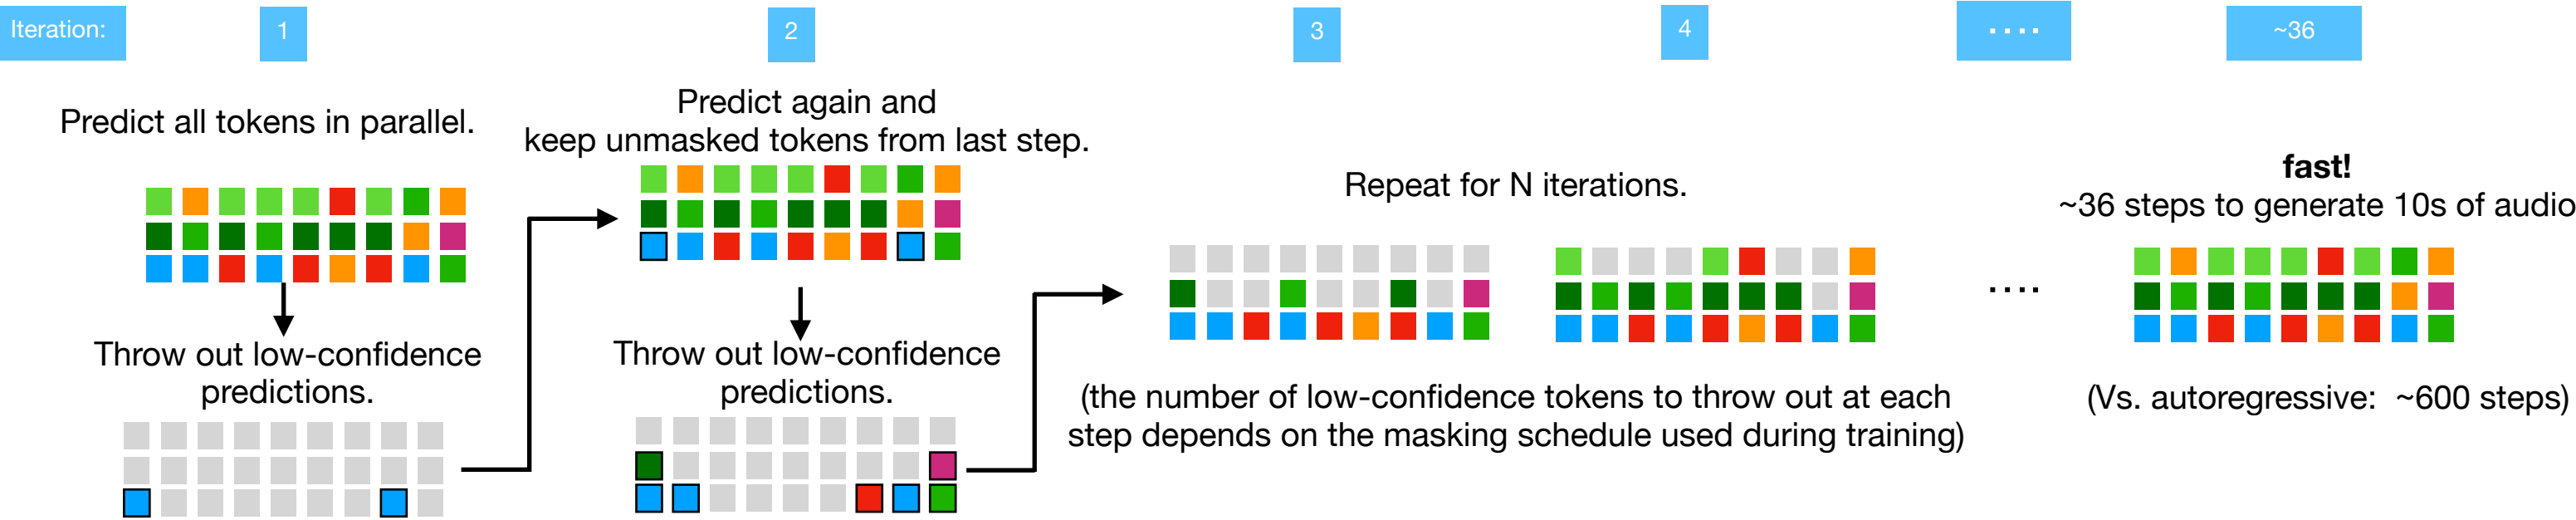 Iteration:
1
2
3
4
....
~36
Predict all tokens in parallel.
Throw out low-confidence
predictions.
Predict again and
keep unmasked tokens from last step.
Throw out low-confidence
predictions.
Repeat for N iterations.
(the number of low-confidence tokens to throw out at each
step depends on the masking schedule used during training)
....
fast!
~36 steps to generate 10s of audio
(Vs. autoregressive: ~600 steps)